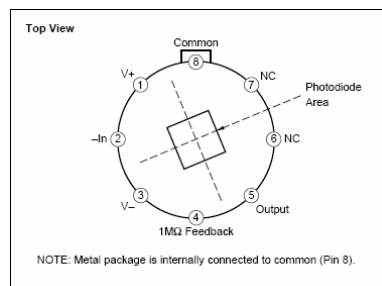 Top View
Common
8
V+
1
7
NC
Photodiode
Area
–In
2
6
NC
3
V–
5
Output
4
1MΩ Feedback
NOTE: Metal package is internally connected to common (Pin 8).